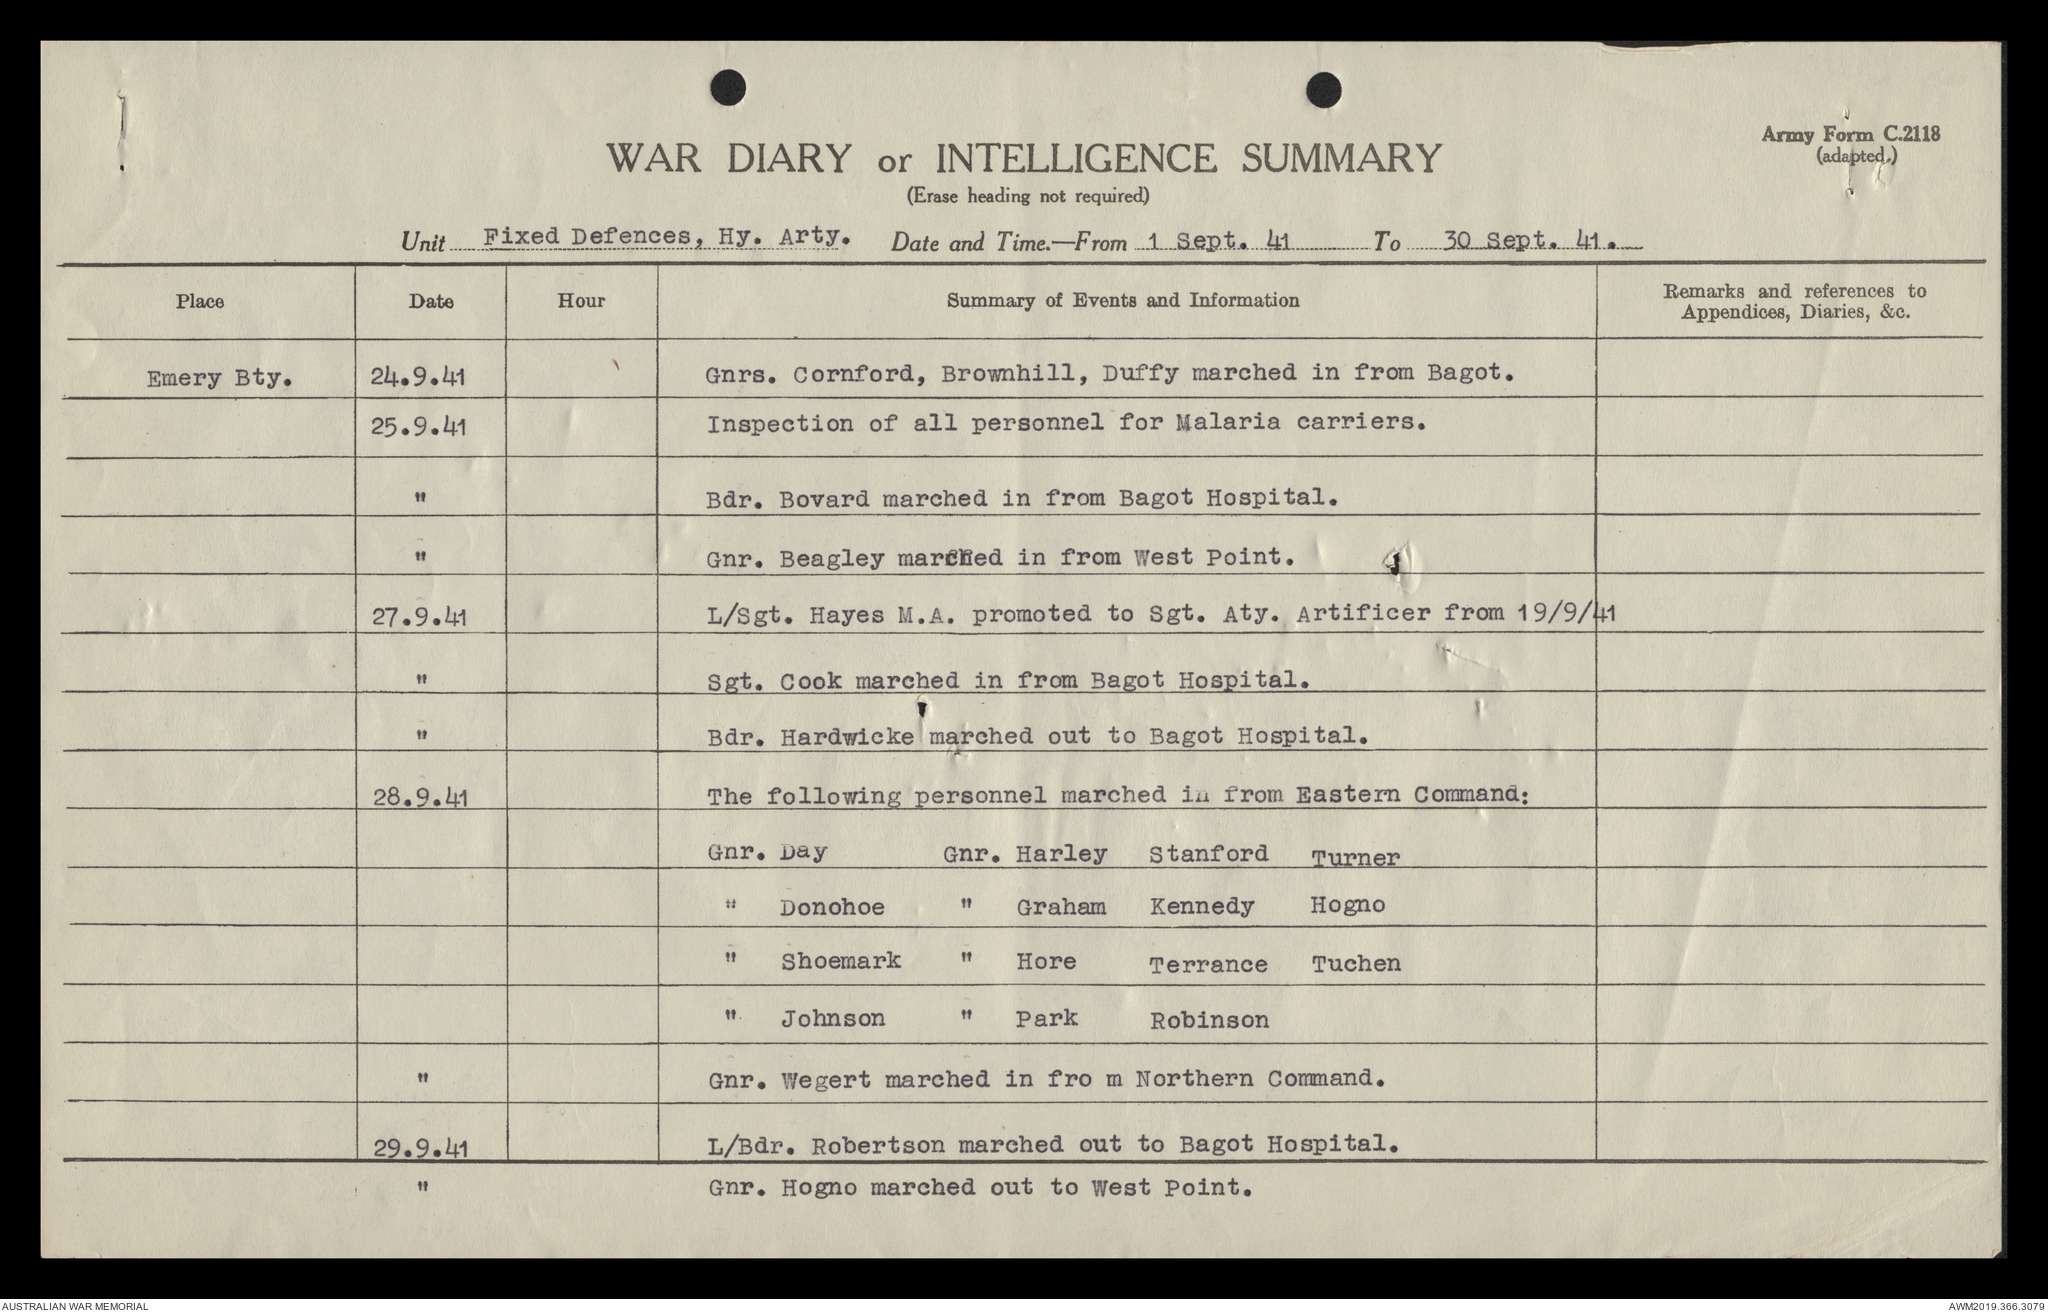 Army Form C.2118
(adapted.)
WAR DIARY or INTELLIGENCE SUMMARY
(Erase heading not required)
Unit Fixed Defences, Hy. Arty. Date and Time.—From 1 Sept. 41 To 30 Sept. 41.
Place Date Hour Summary of Events and Information Remarks and references to
Appendices, Diaries, &c.
Emery Bty. 24.9.41 Gnrs. Cornford, Brownhill, Duffy marched in from Bagot.
25.9.41 Inspection of all personnel for Malaria carriers.
" Bdr. Bovard marched in from Bagot Hospital.
" Gnr. Beagley marched in from West Point.
27.9.41 L/Sgt. Hayes M.A. promoted to Sgt. Aty. Artificer from 19/9/41
" Sgt. Cook marched in from Bagot Hospital.
" Bdr. Hardwicke marched out to Bagot Hospital.
28.9.41 The following personnel marched in from Eastern Command:
Gnr. Day Gnr. Harley Stanford Turner
" Donohoe " Graham Kennedy Hogno
" Shoemark " Hore Terrance Tuchen
" Johnson " Park Robinson
" Gnr. Wegert marched in fro m Northern Command.
29.9.41 L/Bdr. Robertson marched out to Bagot Hospital.
" Gnr. Hogno marched out to West Point.
AUSTRALIAN WAR MEMORIAL AWM2019.366.3079